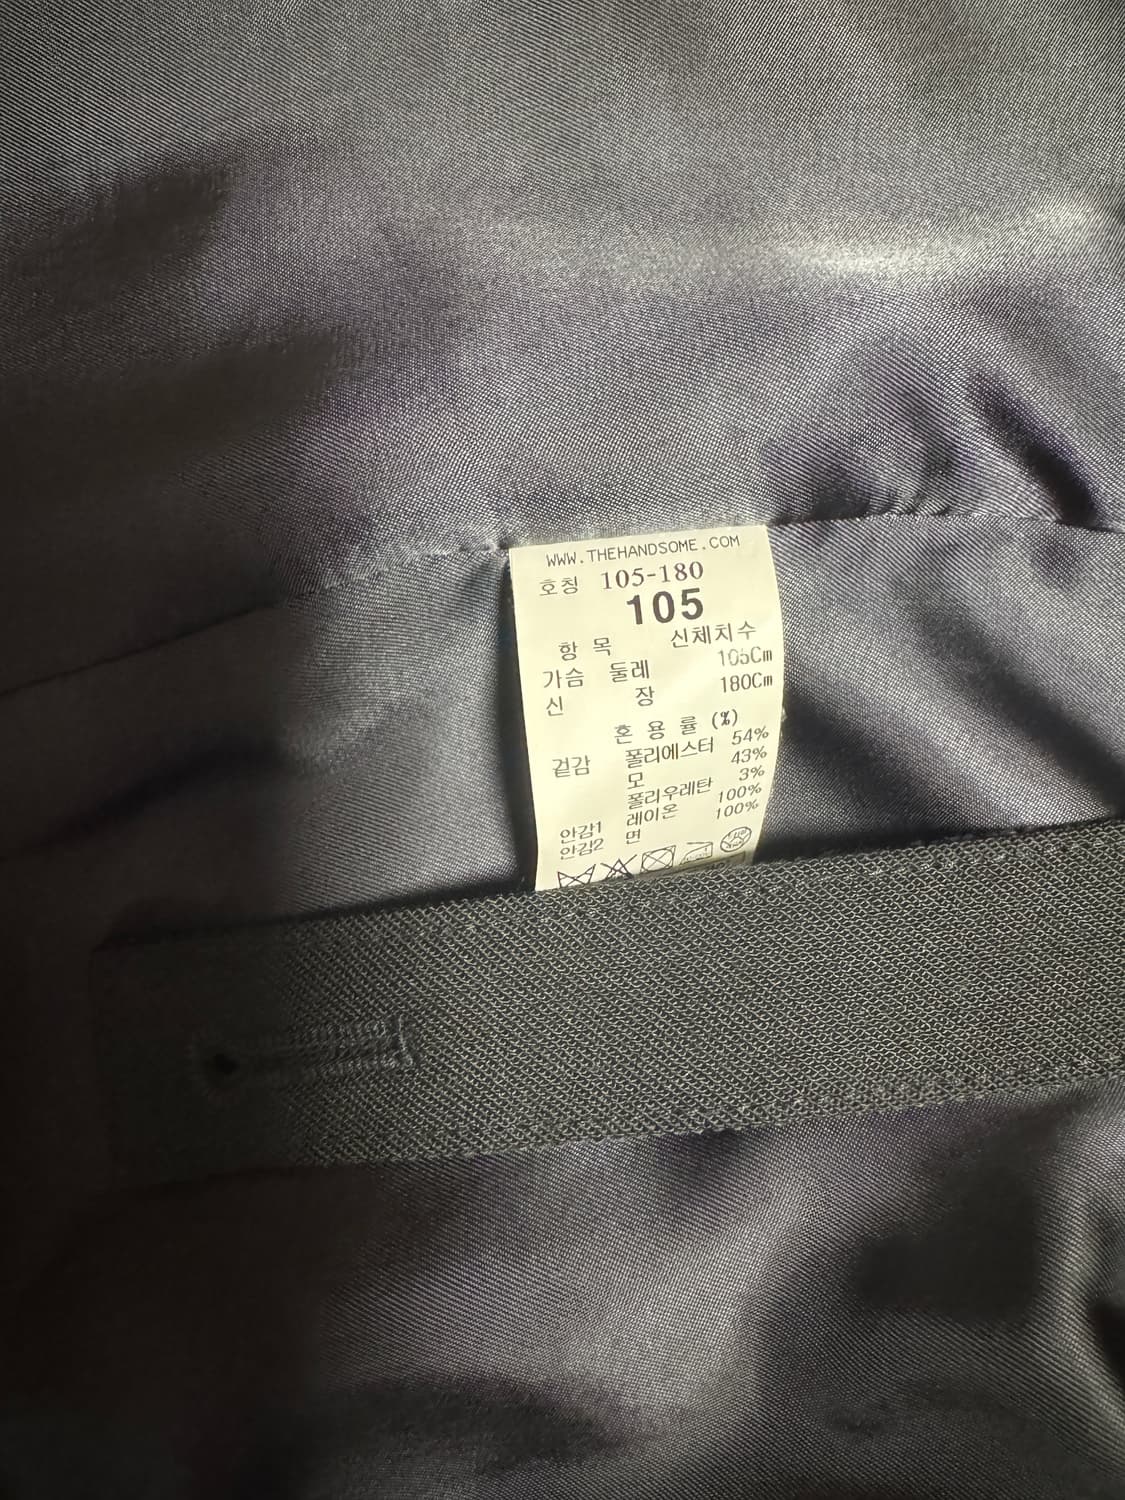 WWW.THEHANDSOME.COM
호칭 105-180
105
항 목 신체치수
가슴 둘레 105Cm
신 장 180Cm
혼 용 률 (%)
겉감 폴리에스터 54%
모 43%
폴리우레탄 3%
안감1 레이온 100%
안감2 면 100%